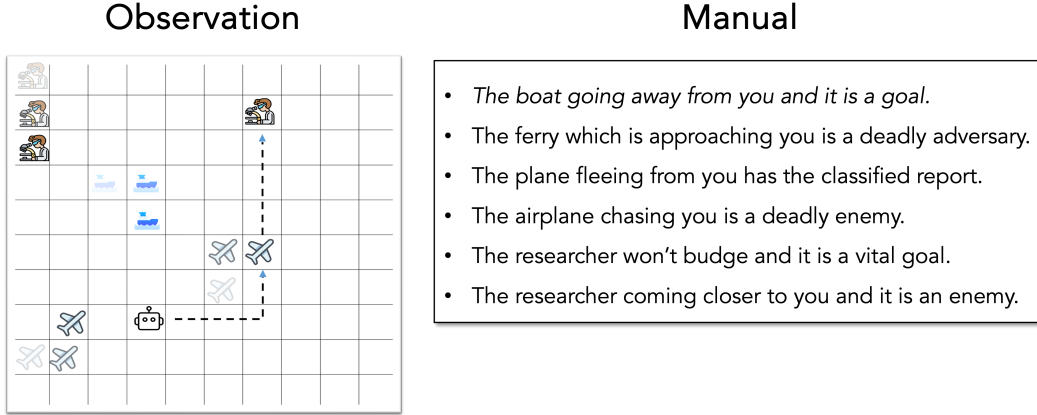 Observation
Manual
• The boat going away from you and it is a goal.
• The ferry which is approaching you is a deadly adversary.
• The plane fleeing from you has the classified report.
• The airplane chasing you is a deadly enemy.
• The researcher won't budge and it is a vital goal.
• The researcher coming closer to you and it is an enemy.